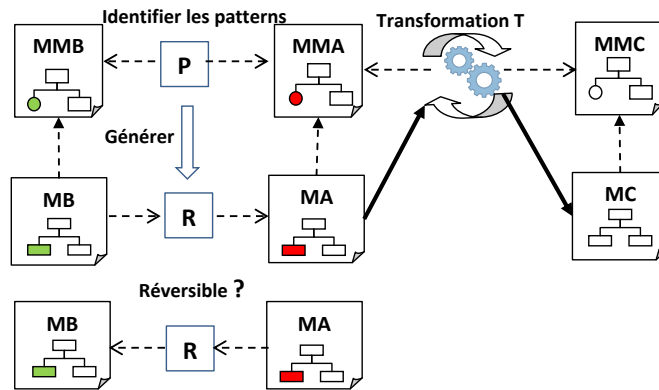 Identifier les patterns
Transformation T
MMB
P
MMA
MMC
Générer
MB
R
MA
MC
Réversible ?
MB
R
MA